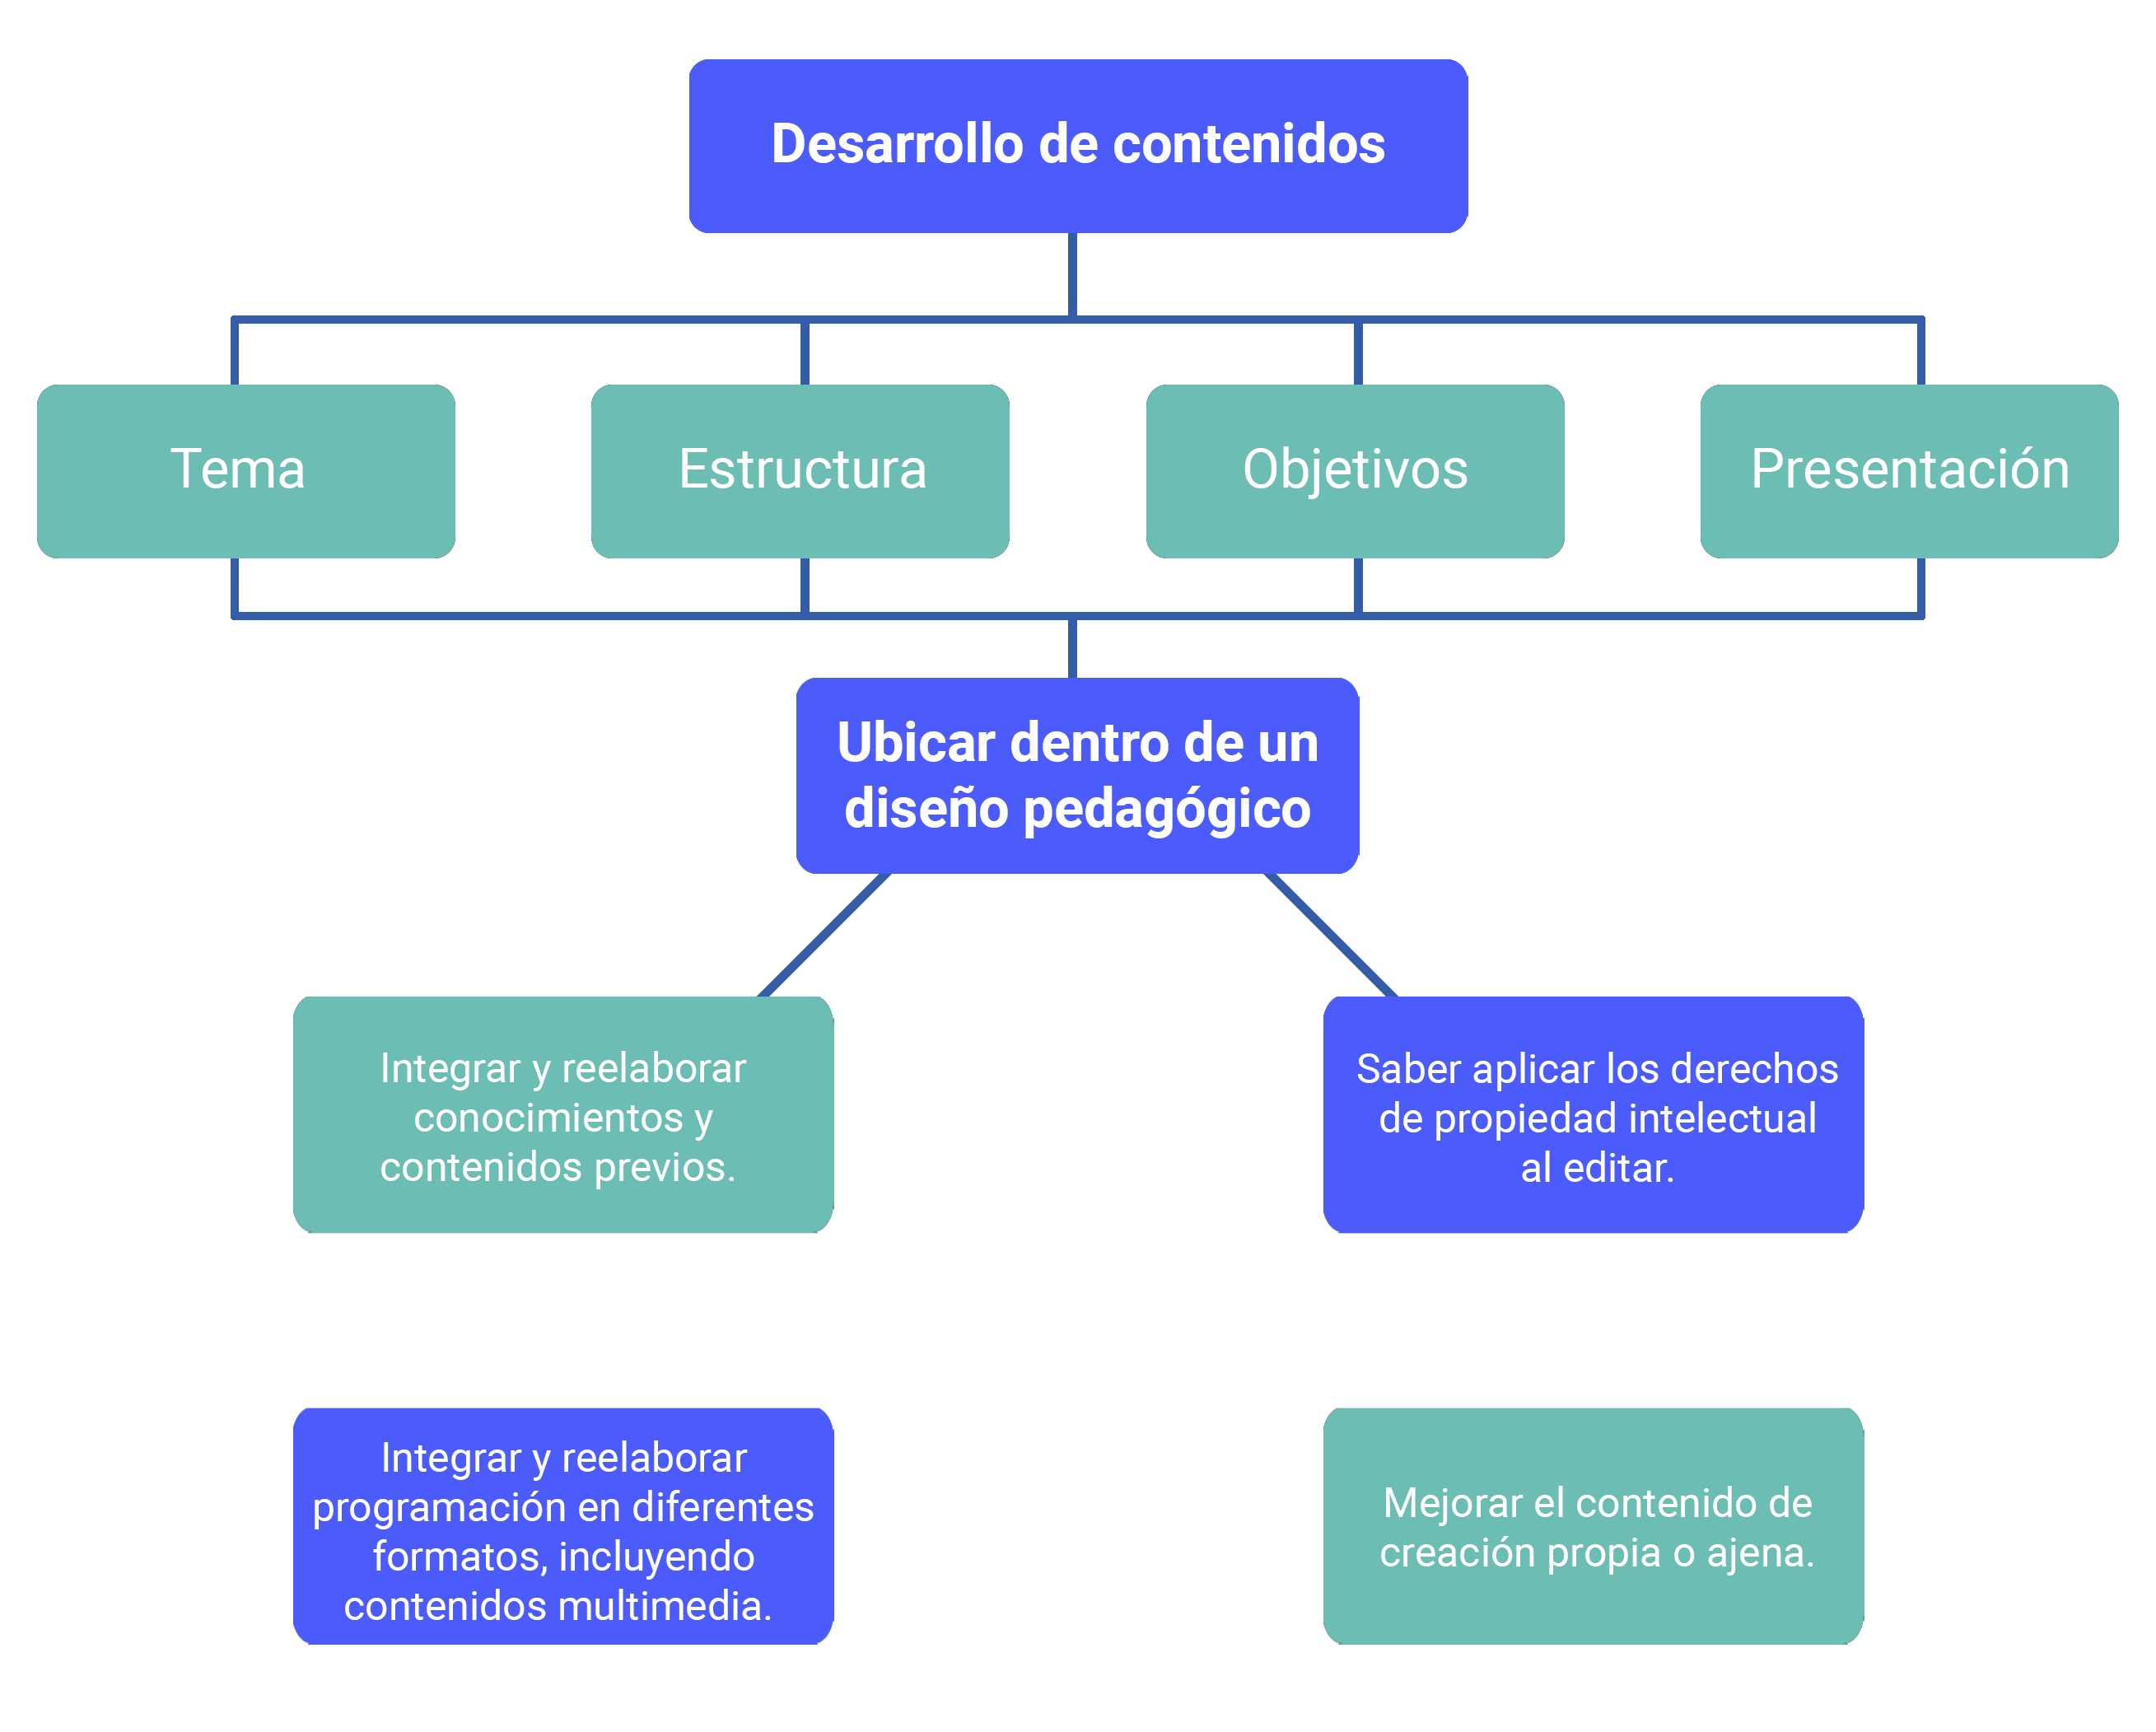 Desarrollo de contenidos
Tema
Estructura
Objetivos
Presentación
Ubicar dentro de un
diseño pedagógico
Integrar y reelaborar
conocimientos y
contenidos previos.
Saber aplicar los derechos
de propiedad intelectual
al editar.
Integrar y reelaborar
programación en diferentes
formatos, incluyendo
contenidos multimedia.
Mejorar el contenido de
creación propia o ajena.